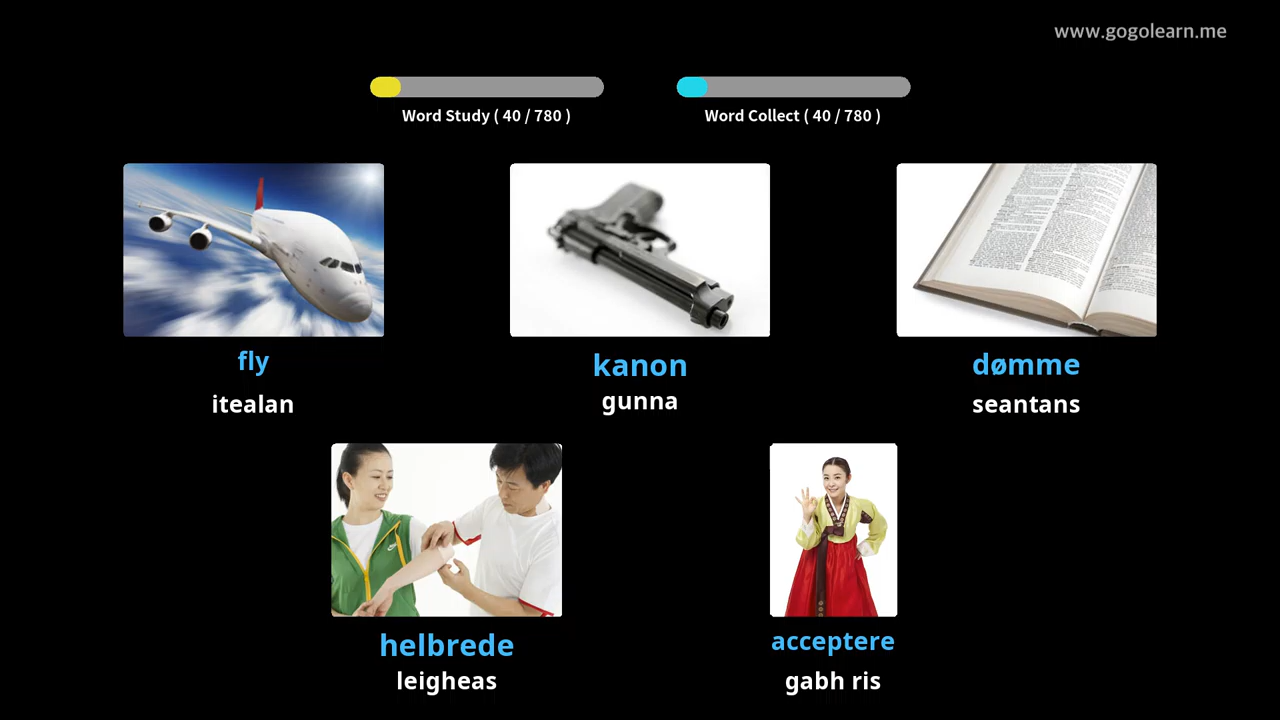 www.gogolearn.me
Word Study ( 40 / 780 )
Word Collect ( 40 / 780 )
fly
itealan
kanon
gunna
dømme
seantans
helbrede
leigheas
acceptere
gabh ris